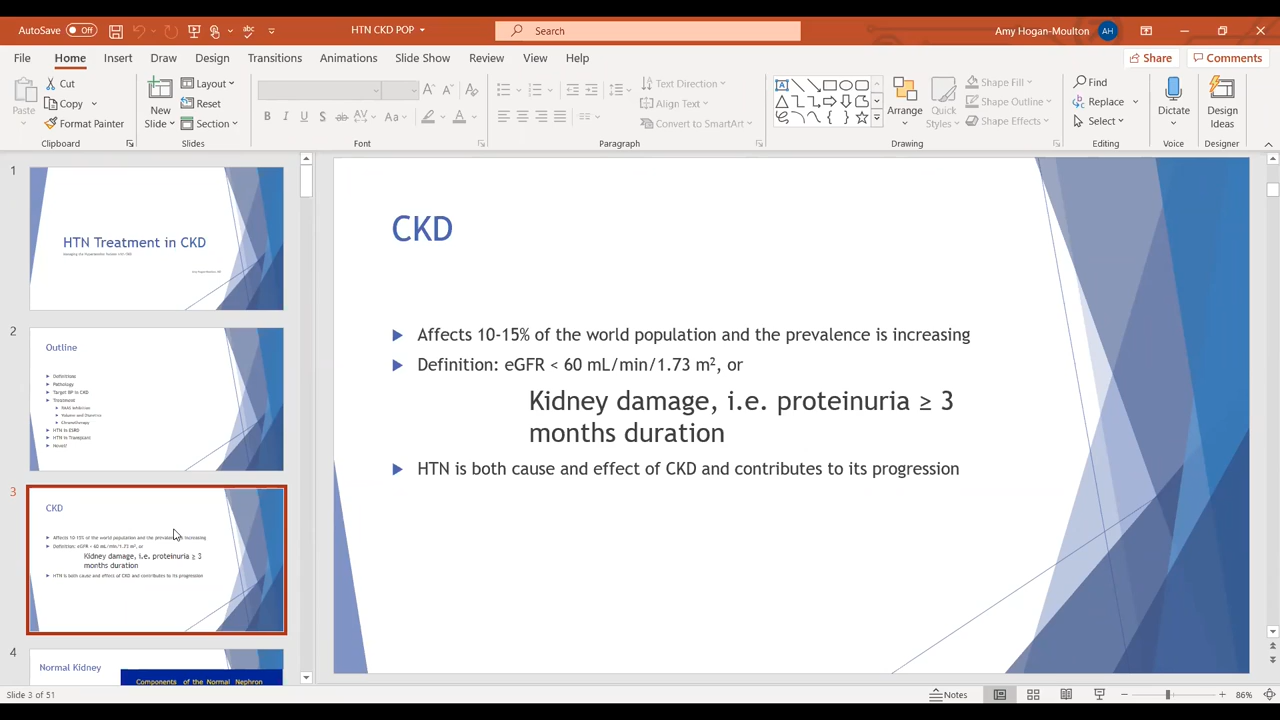 AutoSave Off
HTN CKD POP
Search
Amy Hogan-Moulton AH
File Home Insert Draw Design Transitions Animations Slide Show Review View Help
Share Comments
Paste
Cut
Copy
Format Painter
Clipboard
New
Slide
Layout
Reset
Section
Slides
Font
Text Direction
Align Text
Convert to SmartArt
Paragraph
Arrange
Quick
Styles
Shape Fill
Shape Outline
Shape Effects
Drawing
Find
Replace
Select
Editing
Dictate
Voice
Design
Ideas
Designer
1
HTN Treatment in CKD
2
Outline
Definitions
Pathology
Target BP in CKD
Treatment
RAAS Inhibition
Volume and Diuretics
Chronotherapy
HTN in ESRD
HTN in Transplant
Novel?
3
CKD
Affects 10-15% of the world population and the prevalence is increasing
Definition: eGFR < 60 mL/min/1.73 m², or
Kidney damage, i.e. proteinuria ≥ 3
months duration
HTN is both cause and effect of CKD and contributes to its progression
4
Normal Kidney
Components of the Normal Nephron
CKD
Affects 10-15% of the world population and the prevalence is increasing
Definition: eGFR < 60 mL/min/1.73 m², or
Kidney damage, i.e. proteinuria ≥ 3
months duration
HTN is both cause and effect of CKD and contributes to its progression
Slide 3 of 51
Notes
86%